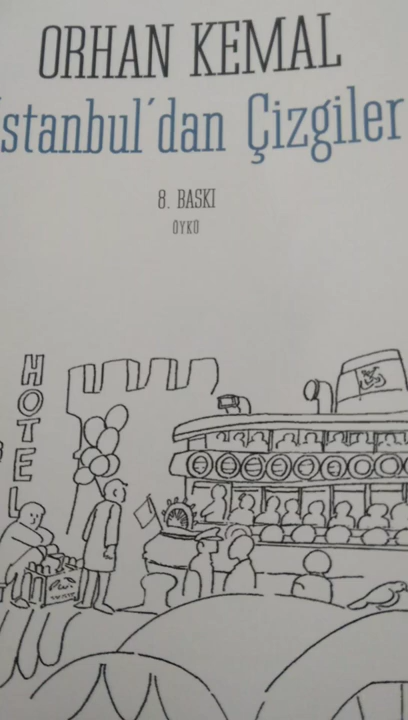 ORHAN KEMAL
İstanbul'dan Çizgiler
8. BASKI
ÖYKÜ
HOTEL